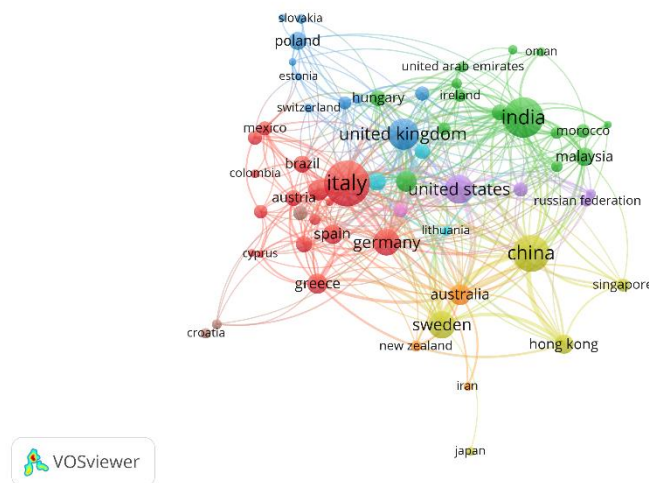 slovakia
poland
oman
united arab emirates
estonia
hungary
ireland
switzerland
india
mexico
united kingdom
morocco
malaysia
brazil
colombia
italy
united states
austria
russian federation
spain
lithuania
germany
cyprus
china
greece
singapore
australia
sweden
croatia
new zealand
hong kong
iran
japan
VOSviewer